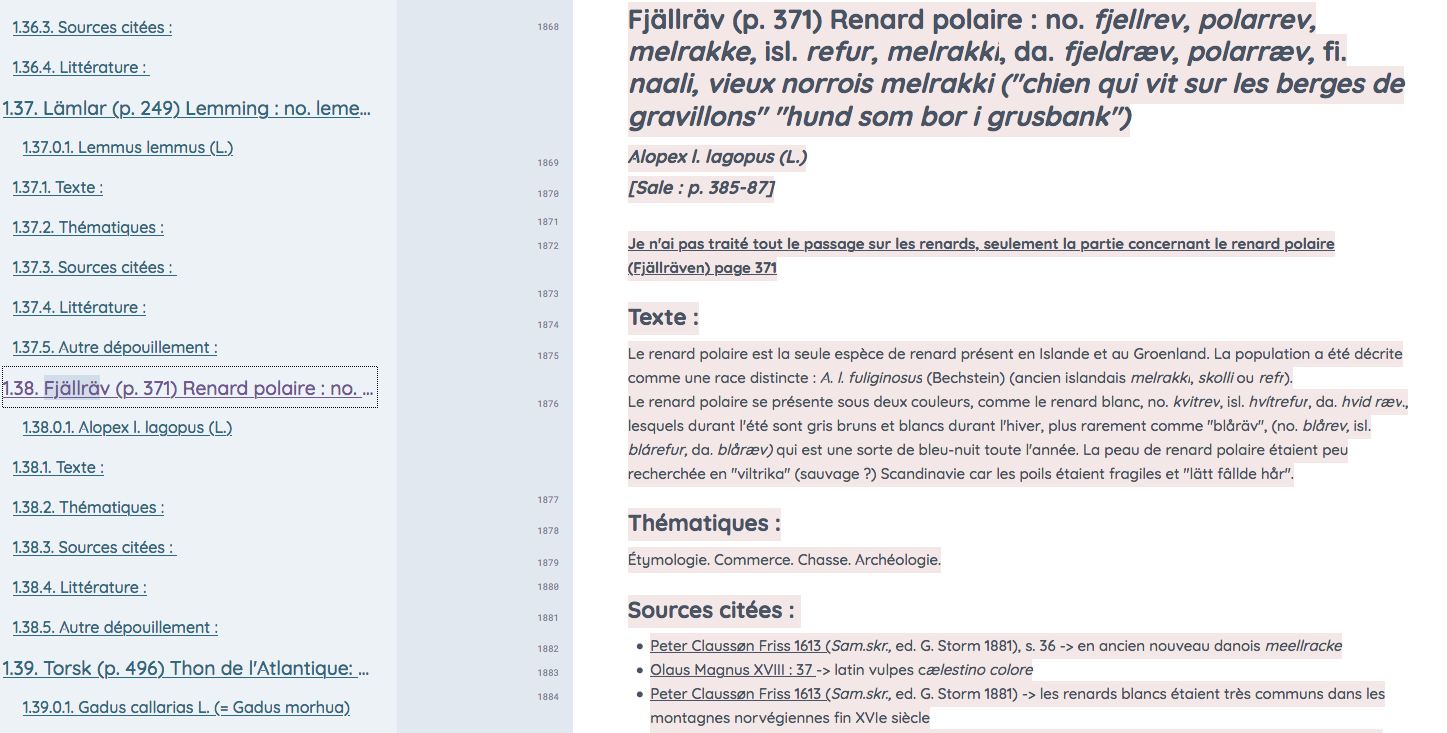 1.36.3. Sources citées :
1.36.4. Littérature :
1.37. Lämlar (p. 249) Lemming : no. leme...
1.37.0.1. Lemmus lemmus (L.)
1.37.1. Texte :
1.37.2. Thématiques :
1.37.3. Sources citées :
1.37.4. Littérature :
1.37.5. Autre dépouillement :
1.38. Fjällräv (p. 371) Renard polaire : no. ...
1.38.0.1. Alopex l. lagopus (L.)
1.38.1. Texte :
1.38.2. Thématiques :
1.38.3. Sources citées :
1.38.4. Littérature :
1.38.5. Autre dépouillement :
1.39. Torsk (p. 496) Thon de l'Atlantique: ...
1.39.0.1. Gadus callarias L. (= Gadus morhua)
1868
1869
1870
1871
1872
1873
1874
1875
1876
1877
1878
1879
1880
1881
1882
1883
1884
Fjällräv (p. 371) Renard polaire : no. fjellrev, polarrev,
melrakke, isl. refur, melrakki, da. fjeldræv, polarræv, fi.
naali, vieux norrois melrakki ("chien qui vit sur les berges de
gravillons" "hund som bor i grusbank")
Alopex l. lagopus (L.)
[Sale : p. 385-87]
Je n'ai pas traité tout le passage sur les renards, seulement la partie concernant le renard polaire
(Fjällräven) page 371
Texte :
Le renard polaire est la seule espèce de renard présent en Islande et au Groenland. La population a été décrite
comme une race distincte : A. l. fuliginosus (Bechstein) (ancien islandais melrakki, skolli ou refr).
Le renard polaire se présente sous deux couleurs, comme le renard blanc, no. kvitrev, isl. hvítrefur, da. hvid ræv.,
lesquels durant l'été sont gris bruns et blancs durant l'hiver, plus rarement comme "blåräv", (no. blårev, isl.
blárefur, da. blåræv) qui est une sorte de bleu-nuit toute l'année. La peau de renard polaire étaient peu
recherchée en "viltrika" (sauvage ?) Scandinavie car les poils étaient fragiles et "lätt fâllde hår".
Thématiques :
Étymologie. Commerce. Chasse. Archéologie.
Sources citées :
• Peter Claussøn Friss 1613 (Sam.skr., ed. G. Storm 1881), s. 36 -> en ancien nouveau danois meellracke
• Olaus Magnus XVIII : 37 -> latin vulpes cælestino colore
• Peter Claussøn Friss 1613 (Sam.skr., ed. G. Storm 1881) -> les renards blancs étaient très communs dans les
montagnes norvégiennes fin XVIe siècle